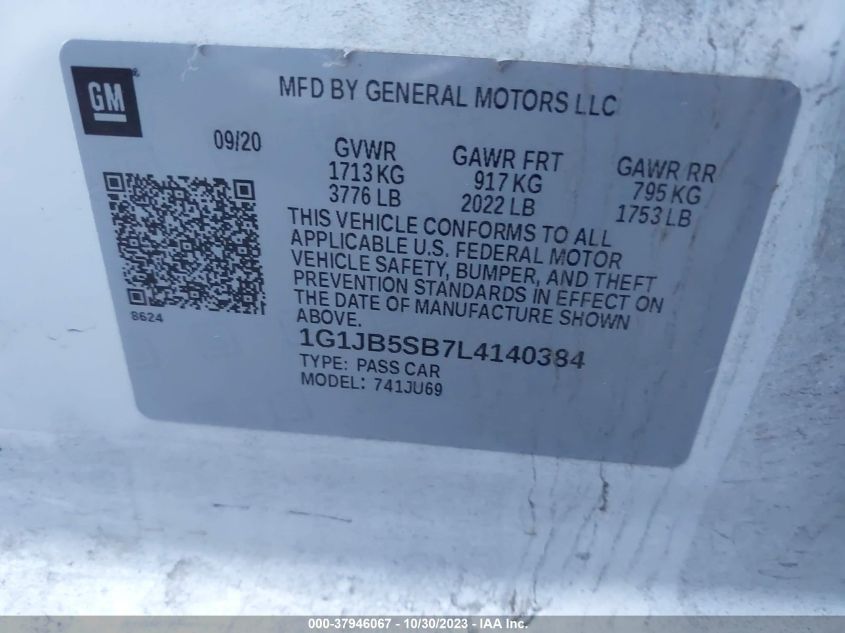 GM
MFD BY GENERAL MOTORS LLC
09/20
GVWR
1713 KG
3776 LB
GAWR FRT
917 KG
2022 LB
GAWR RR
795 KG
1753 LB
THIS VEHICLE CONFORMS TO ALL
APPLICABLE U.S. FEDERAL MOTOR
VEHICLE SAFETY, BUMPER, AND THEFT
PREVENTION STANDARDS IN EFFECT ON
THE DATE OF MANUFACTURE SHOWN
ABOVE.
8624
1G1JB5SB7L4140384
TYPE: PASS CAR
MODEL: 741JU69
000-37946067 - 10/30/2023 - IAA Inc.